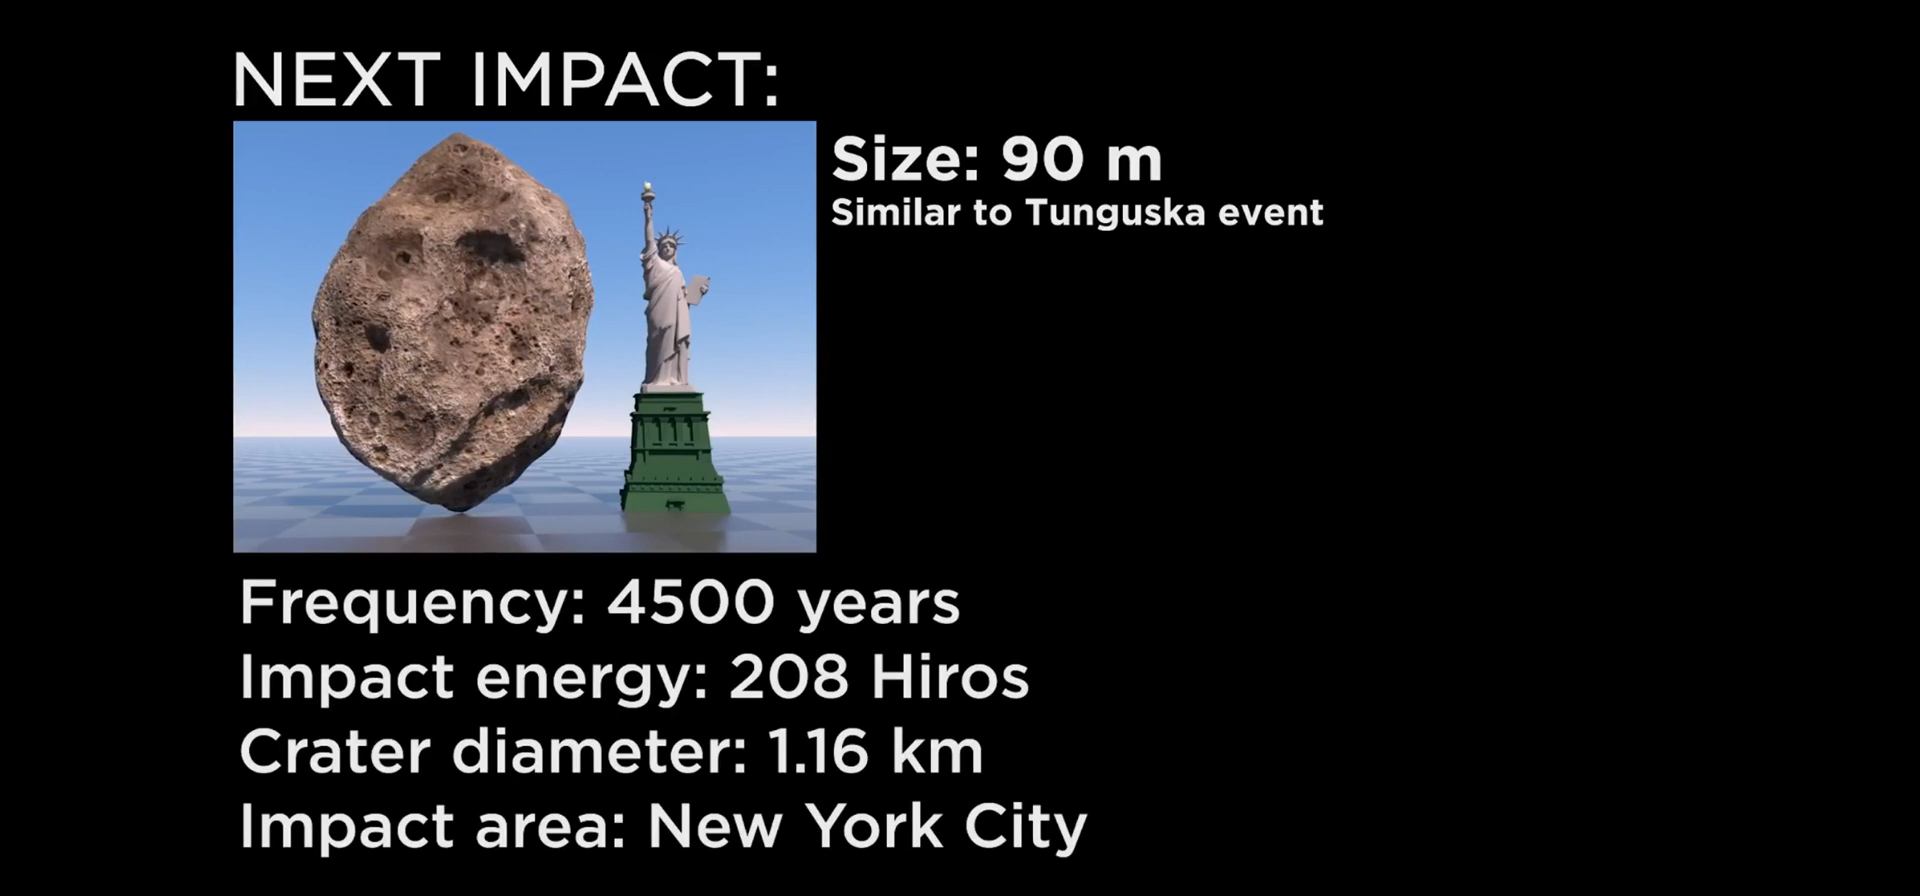 NEXT IMPACT:
Size: 90 m
Similar to Tunguska event
Frequency: 4500 years
Impact energy: 208 Hiros
Crater diameter: 1.16 km
Impact area: New York City